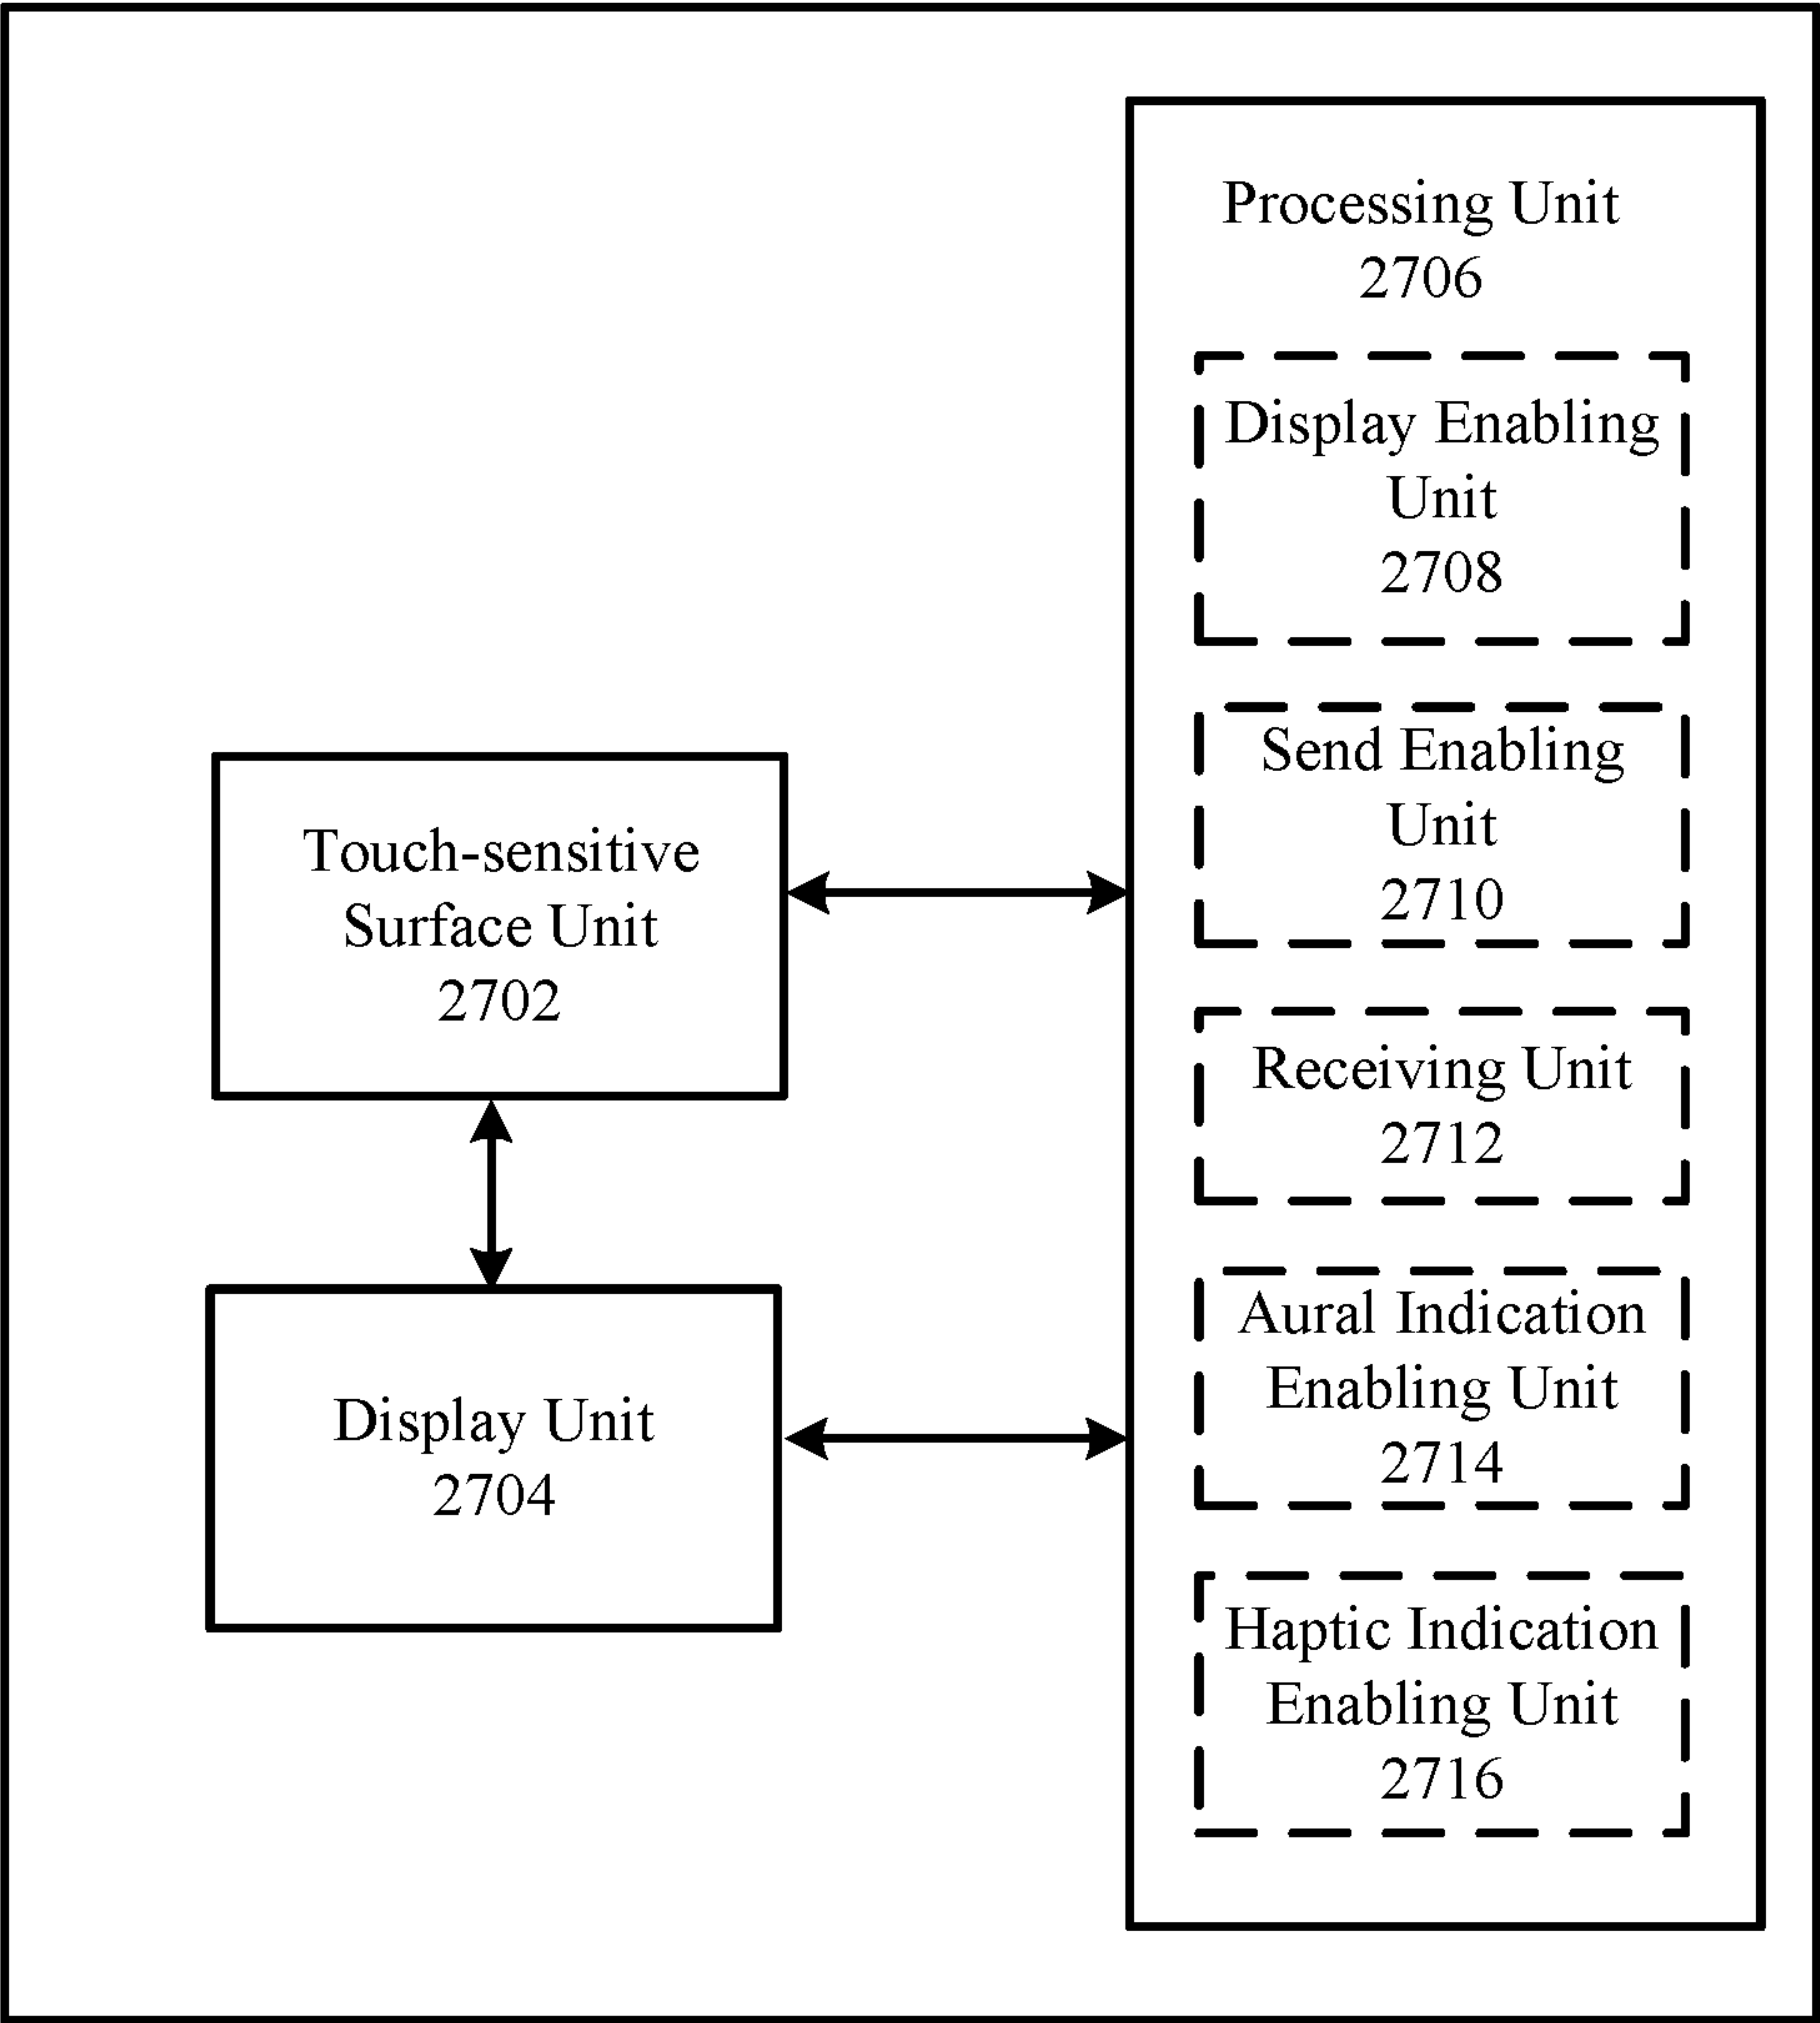 Processing Unit
2706
Display Enabling
Unit
2708
Send Enabling
Unit
2710
Receiving Unit
2712
Aural Indication
Enabling Unit
2714
Haptic Indication
Enabling Unit
2716
Touch-sensitive
Surface Unit
2702
Display Unit
2704